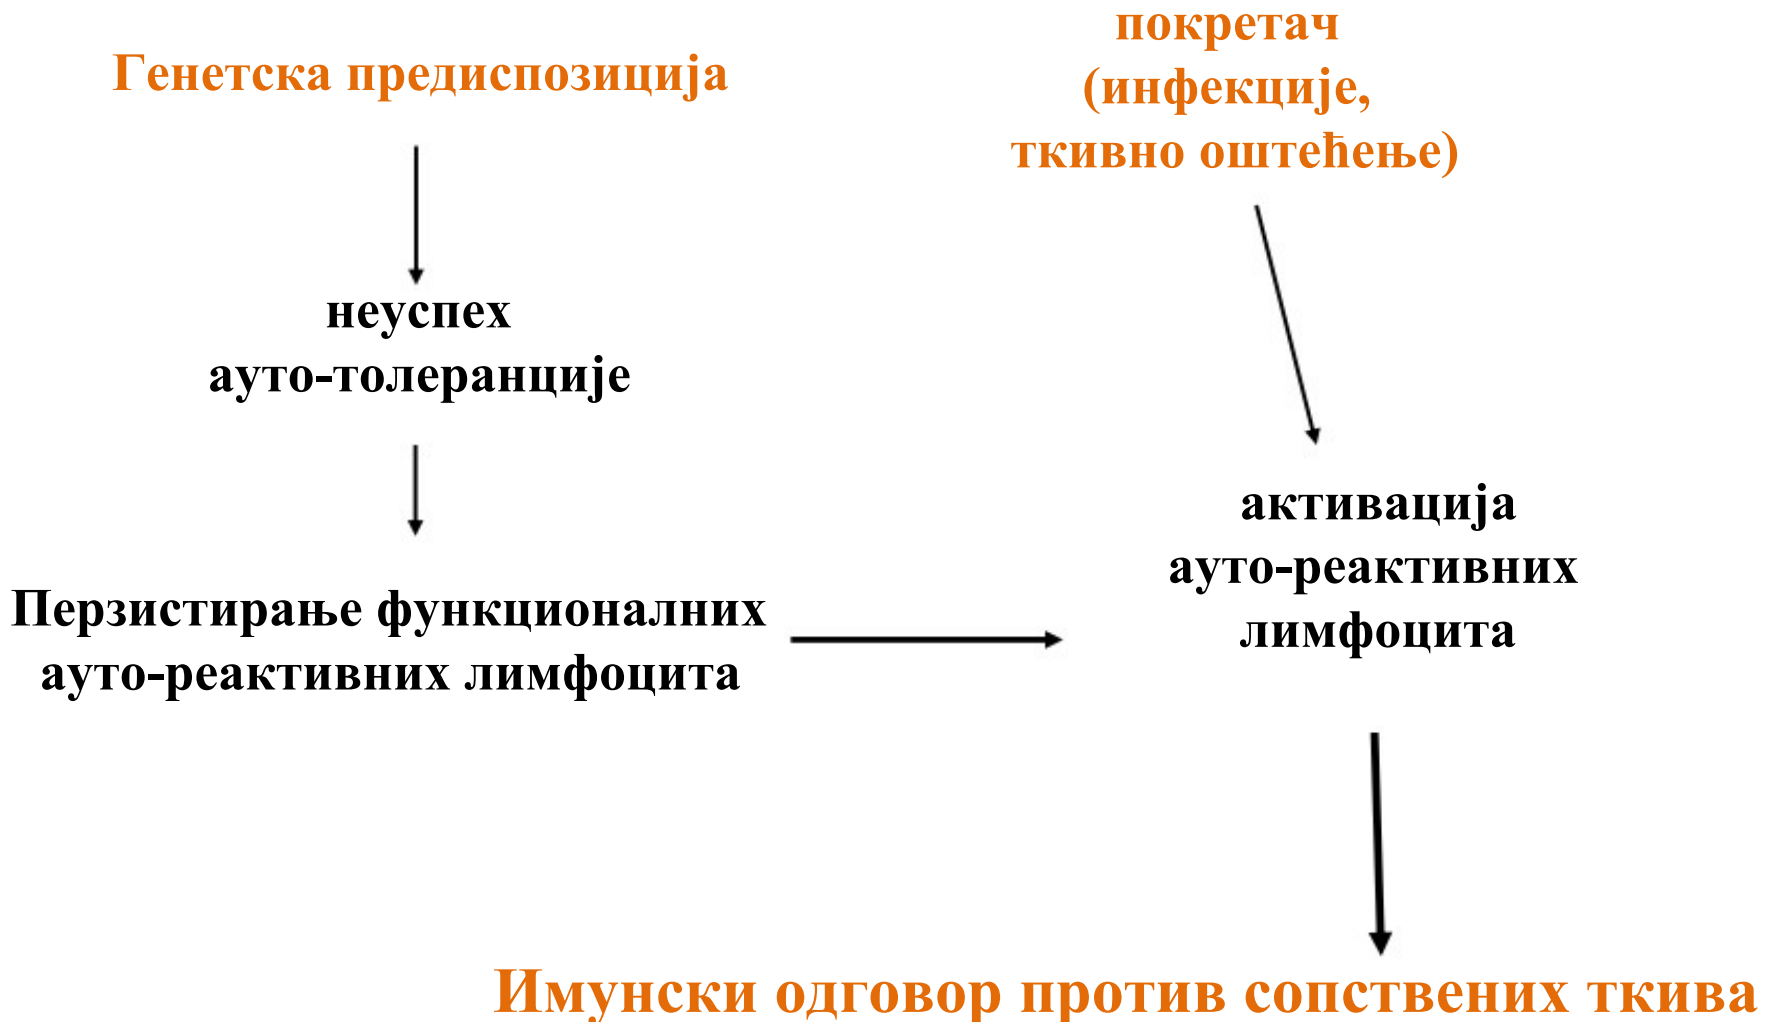 Генетска предиспозиција
неуспех
ауто-толеранције
Перзистирање функционалних
ауто-реактивних лимфоцита
покретач
(инфекције,
ткивно оштећење)
активација
ауто-реактивних
лимфоцита
Имунски одговор против сопствених ткива